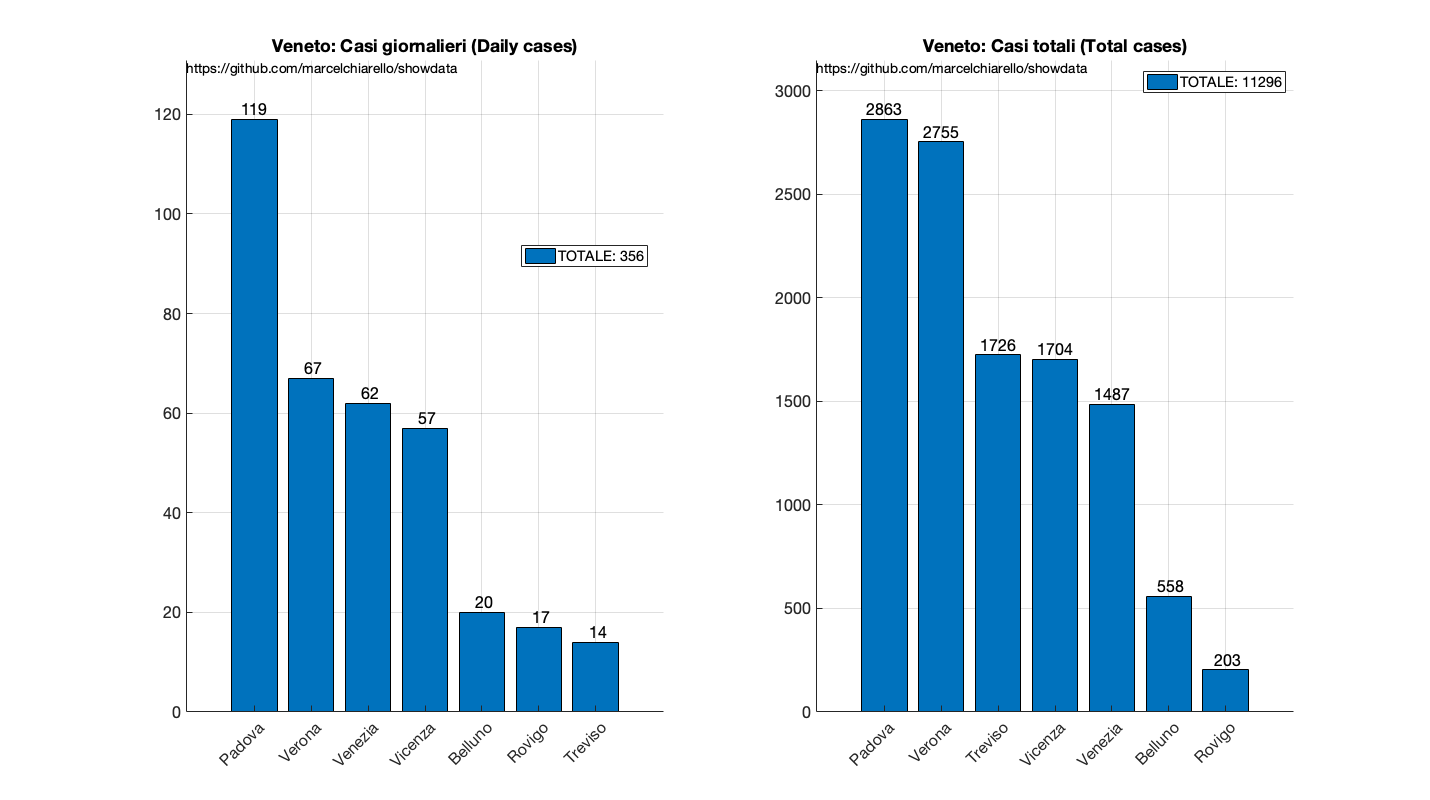 Veneto: Casi giornalieri (Daily cases)
https://github.com/marcelchiarello/showdata
TOTALE: 356
120
100
80
60
40
20
0
119
67
62
57
20
17
14
Padova
Verona
Venezia
Vicenza
Belluno
Rovigo
Treviso
Veneto: Casi totali (Total cases)
https://github.com/marcelchiarello/showdata
TOTALE: 11296
3000
2500
2000
1500
1000
500
0
2863
2755
1726
1704
1487
558
203
Padova
Verona
Treviso
Vicenza
Venezia
Belluno
Rovigo